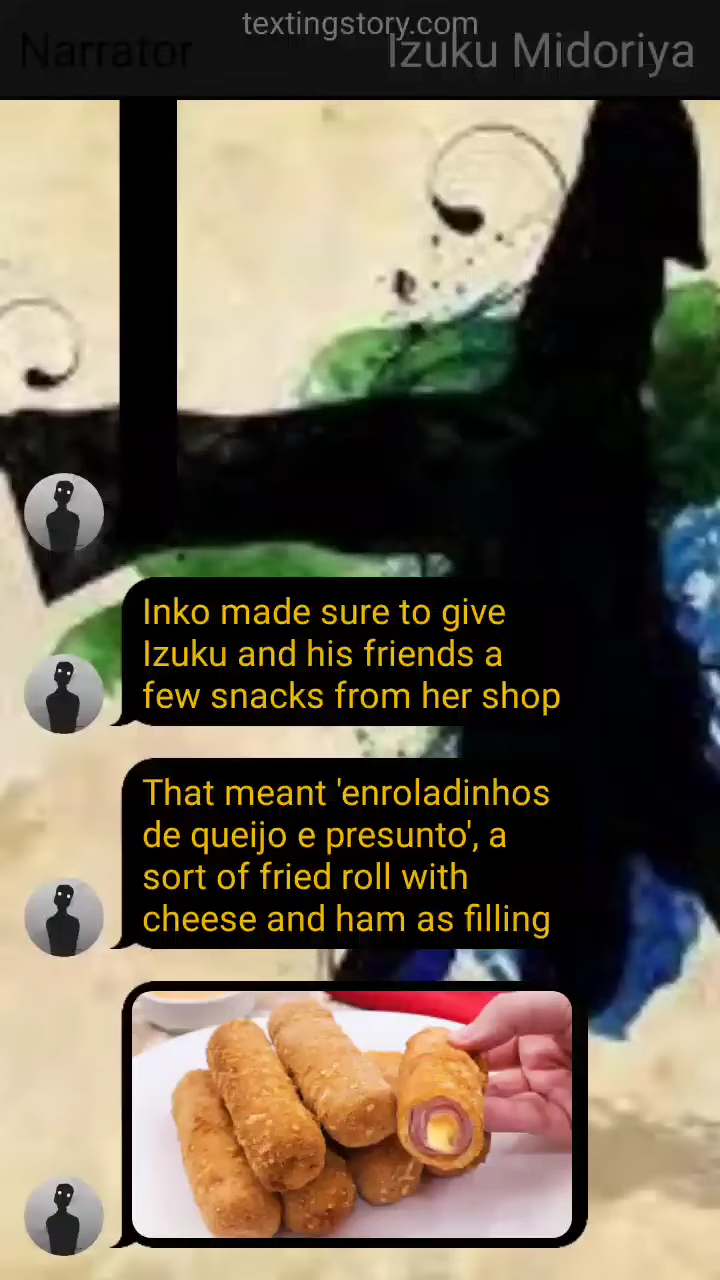 textingstory.com
Narrator
Izuku Midoriya
Inko made sure to give
Izuku and his friends a
few snacks from her shop
That meant 'enroladinhos
de queijo e presunto', a
sort of fried roll with
cheese and ham as filling